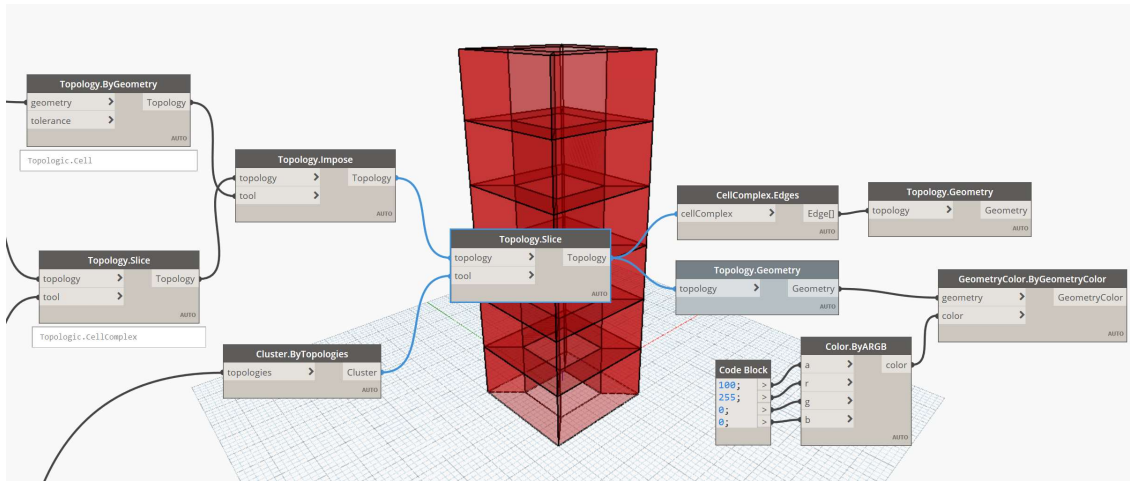 Topology.ByGeometry
geometry > Topology
tolerance >
AUTO
Topologic.Cell
Topology.Impose
topology > Topology
tool >
AUTO
Topology.Slice
topology > Topology
tool >
AUTO
Topologic.CellComplex
Cluster.ByTopologies
topologies > Cluster
AUTO
Topology.Slice
topology > Topology
tool >
AUTO
CellComplex.Edges
cellComplex > Edge[]
AUTO
Topology.Geometry
topology > Geometry
AUTO
Topology.Geometry
topology > Geometry
AUTO
GeometryColor.ByGeometryColor
geometry > GeometryColor
color >
AUTO
Code Block
100; >
255; >
0; >
0; >
Color.ByARGB
a > color
r >
g >
b >
AUTO